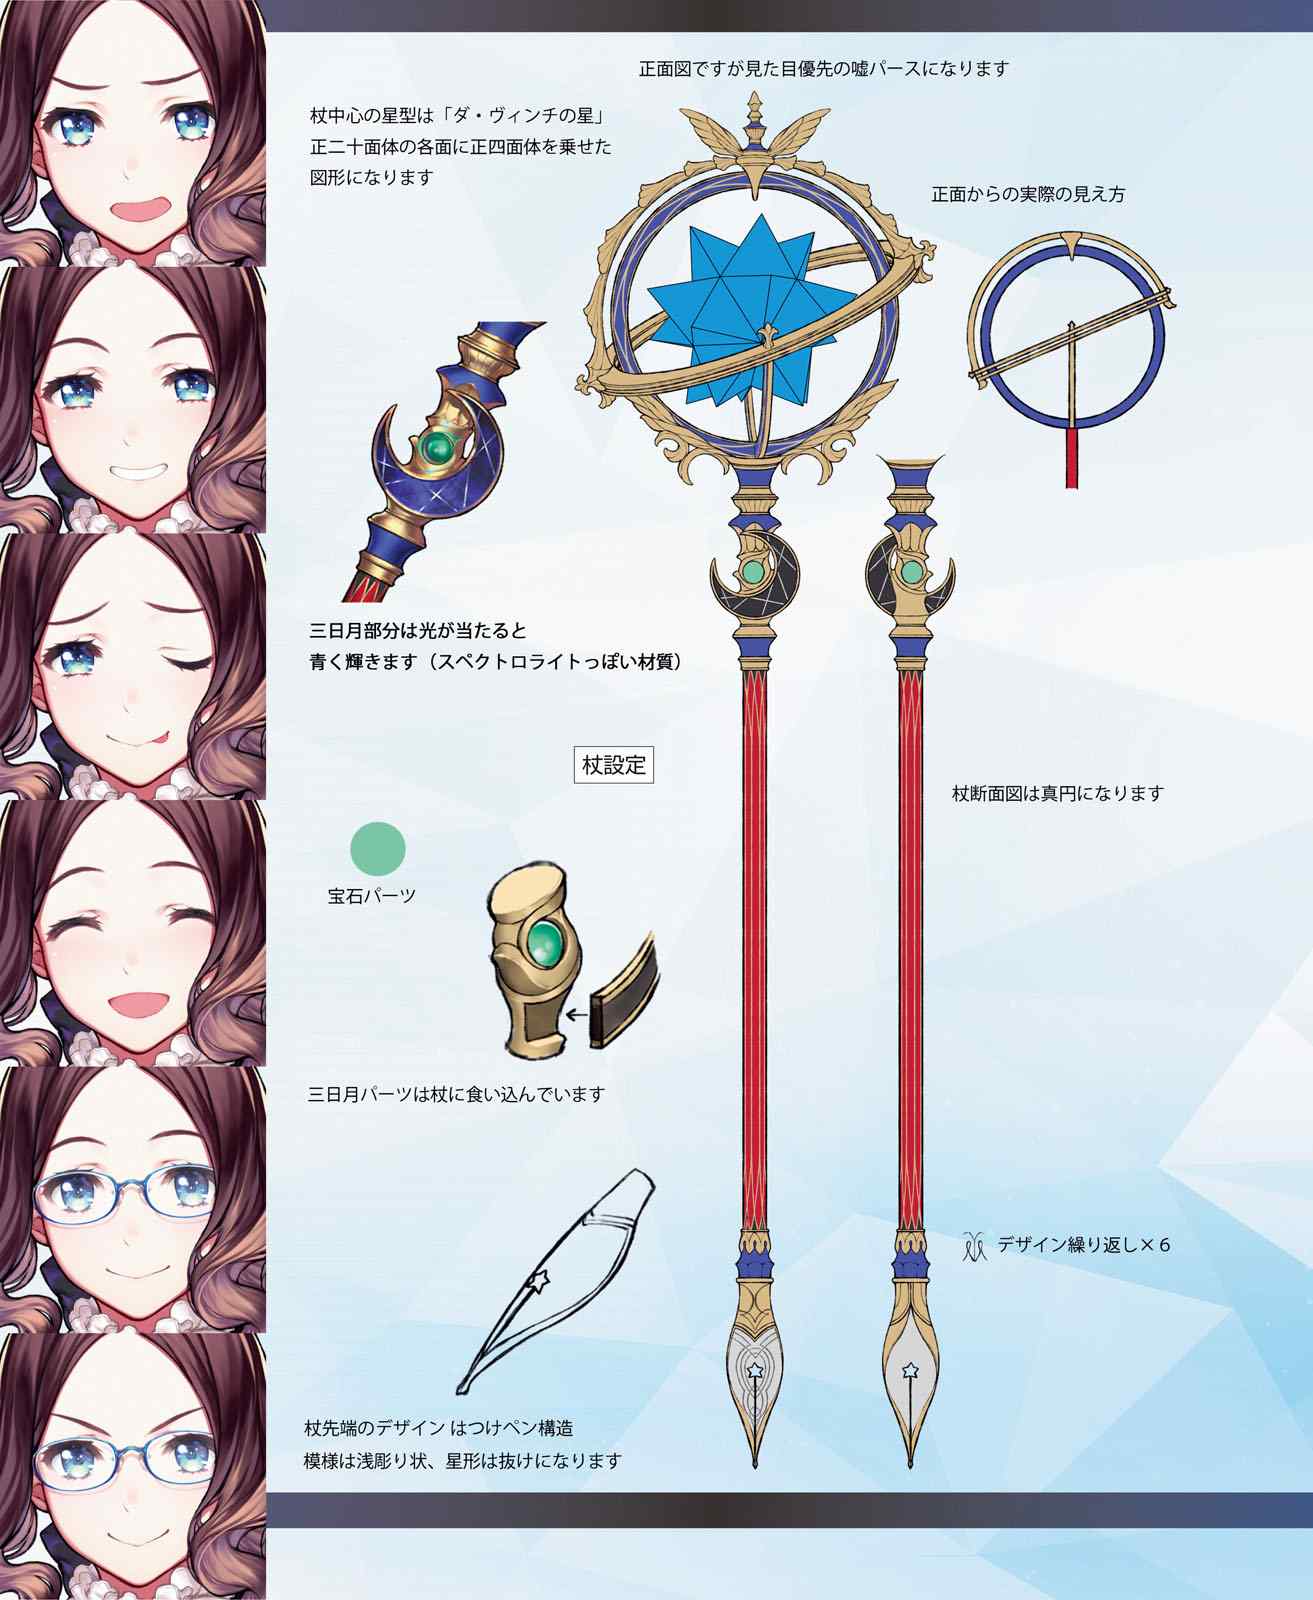 正面図ですが見た目優先の嘘パースになります
杖中心の星型は「ダ・ヴィンチの星」
正二十面体の各面に正四面体を乗せた
図形になります
正面からの実際の見え方
三日月部分は光が当たると
青く輝きます（スペクトロライトっぽい材質）
杖設定
杖断面図は真円になります
宝石パーツ
三日月パーツは杖に食い込んでいます
デザイン繰り返し×６
杖先端のデザインはつけペン構造
模様は浅彫り状、星形は抜けになります